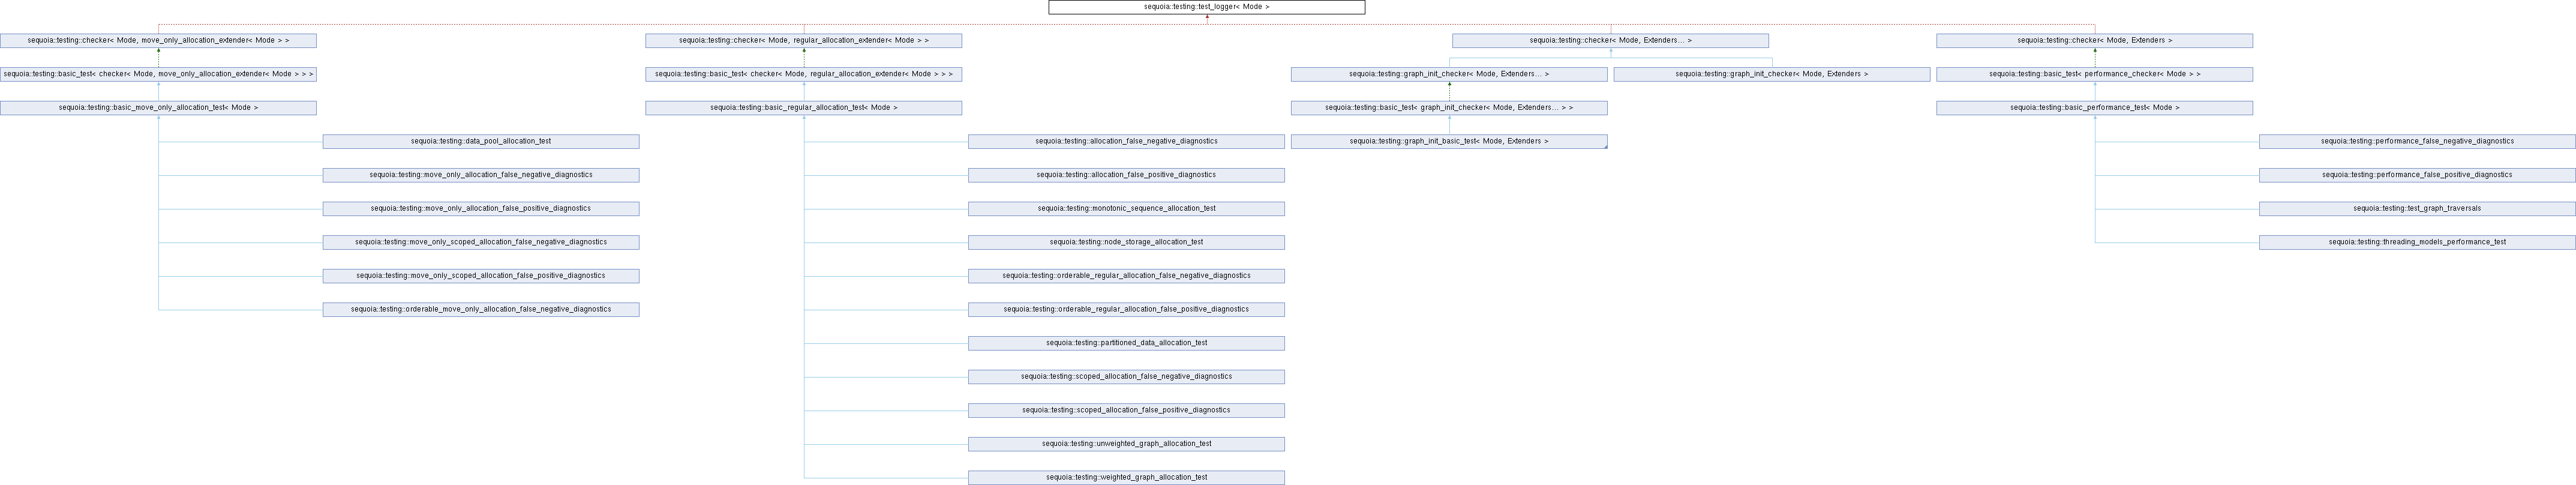 sequoia::testing::test_logger< Mode >
sequoia::testing::checker< Mode, move_only_allocation_extender< Mode > >
sequoia::testing::checker< Mode, regular_allocation_extender< Mode > >
sequoia::testing::checker< Mode, Extenders... >
sequoia::testing::checker< Mode, Extenders >
sequoia::testing::basic_test< checker< Mode, move_only_allocation_extender< Mode > > >
sequoia::testing::basic_test< checker< Mode, regular_allocation_extender< Mode > > >
sequoia::testing::graph_init_checker< Mode, Extenders... >
sequoia::testing::graph_init_checker< Mode, Extenders >
sequoia::testing::basic_test< performance_checker< Mode > >
sequoia::testing::basic_move_only_allocation_test< Mode >
sequoia::testing::basic_regular_allocation_test< Mode >
sequoia::testing::basic_test< graph_init_checker< Mode, Extenders... > >
sequoia::testing::basic_performance_test< Mode >
sequoia::testing::data_pool_allocation_test
sequoia::testing::allocation_false_negative_diagnostics
sequoia::testing::graph_init_basic_test< Mode, Extenders >
sequoia::testing::performance_false_negative_diagnostics
sequoia::testing::move_only_allocation_false_negative_diagnostics
sequoia::testing::allocation_false_positive_diagnostics
sequoia::testing::performance_false_positive_diagnostics
sequoia::testing::move_only_allocation_false_positive_diagnostics
sequoia::testing::monotonic_sequence_allocation_test
sequoia::testing::test_graph_traversals
sequoia::testing::move_only_scoped_allocation_false_negative_diagnostics
sequoia::testing::node_storage_allocation_test
sequoia::testing::threading_models_performance_test
sequoia::testing::move_only_scoped_allocation_false_positive_diagnostics
sequoia::testing::orderable_regular_allocation_false_negative_diagnostics
sequoia::testing::orderable_move_only_allocation_false_negative_diagnostics
sequoia::testing::orderable_regular_allocation_false_positive_diagnostics
sequoia::testing::partitioned_data_allocation_test
sequoia::testing::scoped_allocation_false_negative_diagnostics
sequoia::testing::scoped_allocation_false_positive_diagnostics
sequoia::testing::unweighted_graph_allocation_test
sequoia::testing::weighted_graph_allocation_test